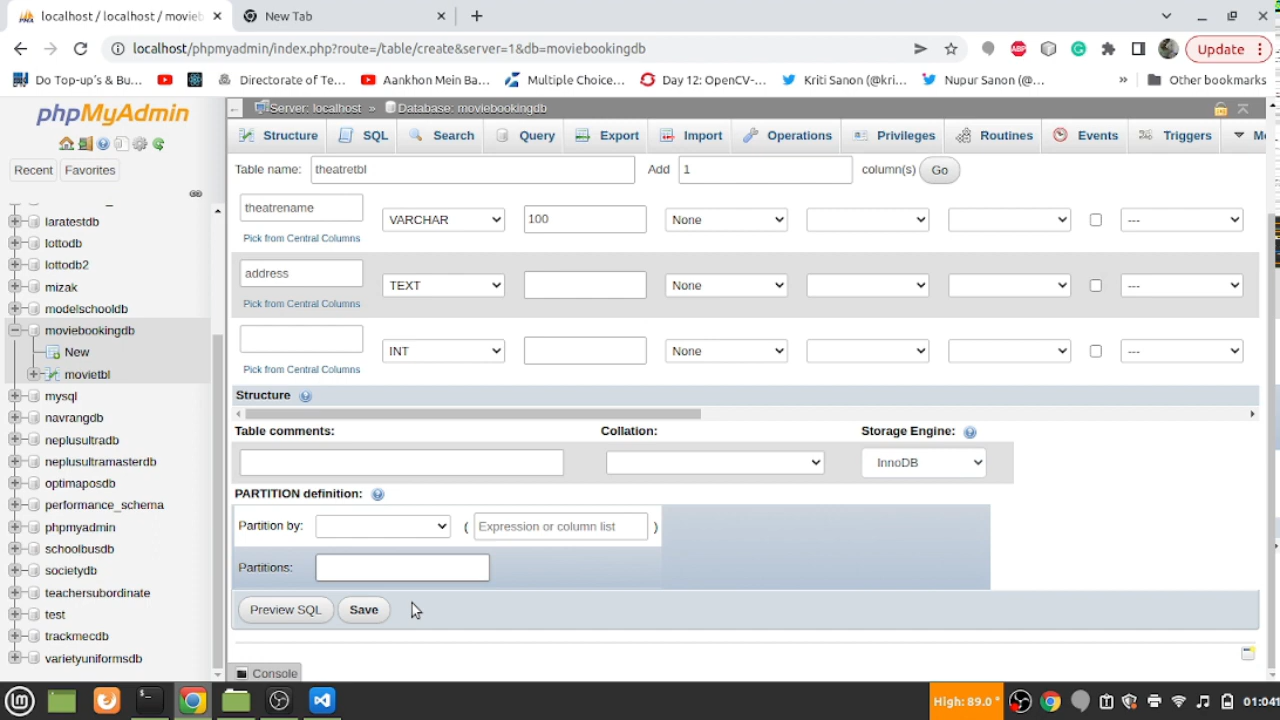 localhost / localhost / movieb
New Tab
localhost/phpmyadmin/index.php?route=/table/create&server=1&db=moviebookingdb
ABP
Update
Do Top-up's & Bu...
Directorate of Te...
Aankhon Mein Ba...
Multiple Choice...
Day 12: OpenCV-...
Kriti Sanon (@kri...
Nupur Sanon (@...
»
Other bookmarks
phpMyAdmin
Server: localhost » Database: moviebookingdb
Structure
SQL
Search
Query
Export
Import
Operations
Privileges
Routines
Events
Triggers
Mo
Recent
Favorites
Table name:
theatretbl
Add
1
column(s)
Go
theatrename
VARCHAR
100
None
---
Pick from Central Columns
address
TEXT
None
---
Pick from Central Columns
INT
None
---
Pick from Central Columns
Structure
Table comments:
Collation:
Storage Engine:
InnoDB
PARTITION definition:
Partition by:
(
Expression or column list
)
Partitions:
Preview SQL
Save
Console
laratestdb
lottodb
lottodb2
mizak
modelschooldb
moviebookingdb
New
movietbl
mysql
navrangdb
neplusultradb
neplusultramasterdb
optimaposdb
performance_schema
phpmyadmin
schoolbusdb
societydb
teachersubordinate
test
trackmecdb
varietyuniformsdb
High: 89.0 °
01:04